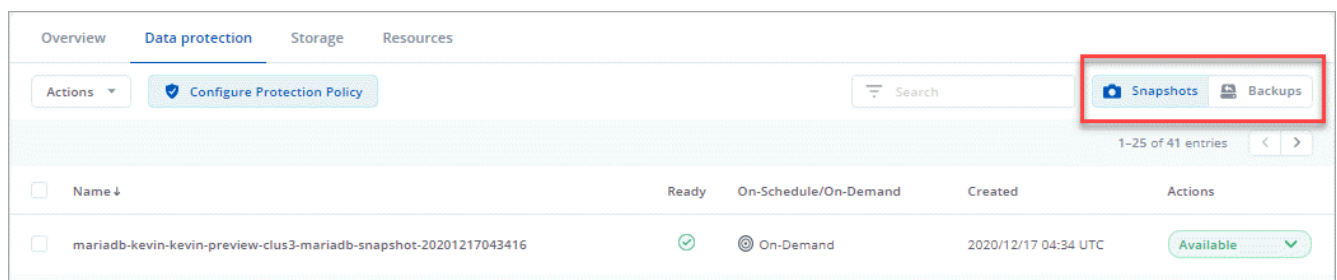 Overview Data protection Storage Resources
Actions Configure Protection Policy Search Snapshots Backups
1–25 of 41 entries
Name Ready On-Schedule/On-Demand Created Actions
mariadb-kevin-kevin-preview-clus3-mariadb-snapshot-20201217043416 On-Demand 2020/12/17 04:34 UTC Available